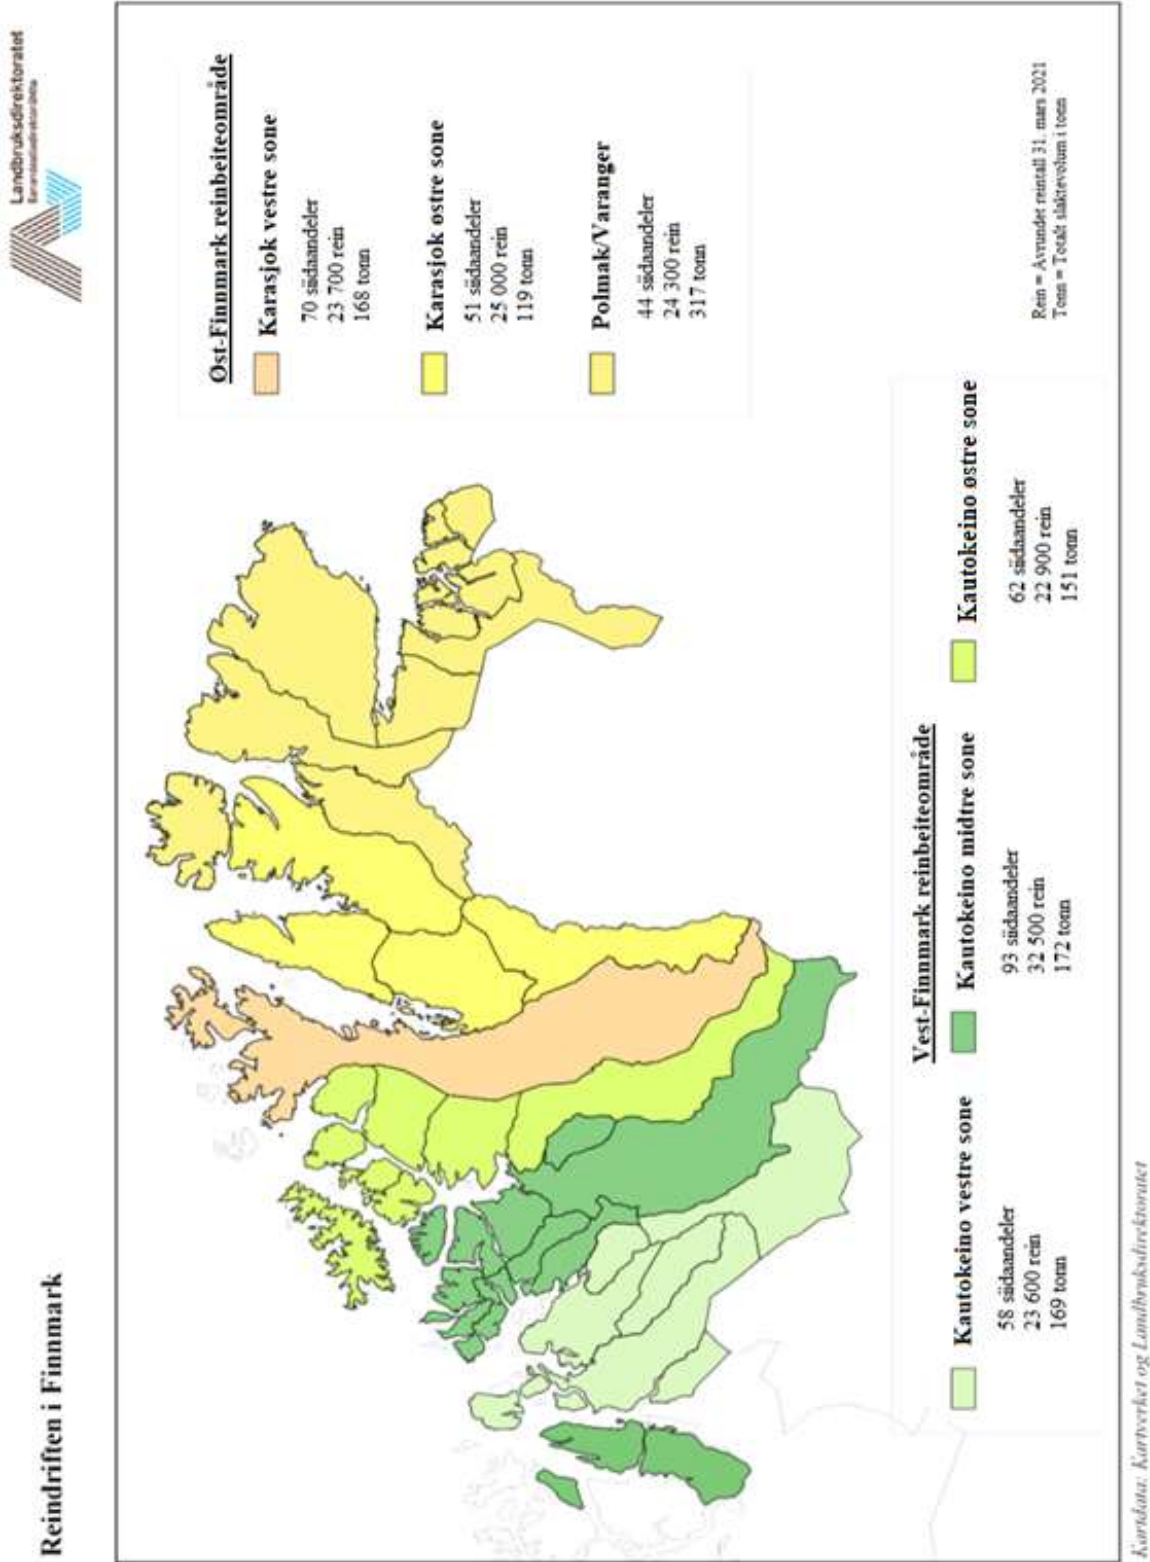 Reindriften i Finnmark
Landbruksdirektoratet
Øst-Finnmark reinbeiteområde
Karasjok vestre sone
70 siidaandeler
23 700 rein
168 tonn
Karasjok østre sone
51 siidaandeler
25 000 rein
119 tonn
Polmak/Varanger
44 siidaandeler
24 300 rein
317 tonn
Vest-Finnmark reinbeiteområde
Kautokeino vestre sone
58 siidaandeler
23 600 rein
169 tonn
Kautokeino midtre sone
93 siidaandeler
32 500 rein
172 tonn
Kautokeino østre sone
62 siidaandeler
22 900 rein
151 tonn
Rein = Avrundet reintall 31. mars 2021
Tonn = Totalt slaktevolum i tonn
Kartdata: Kartverket og Landbruksdirektoratet